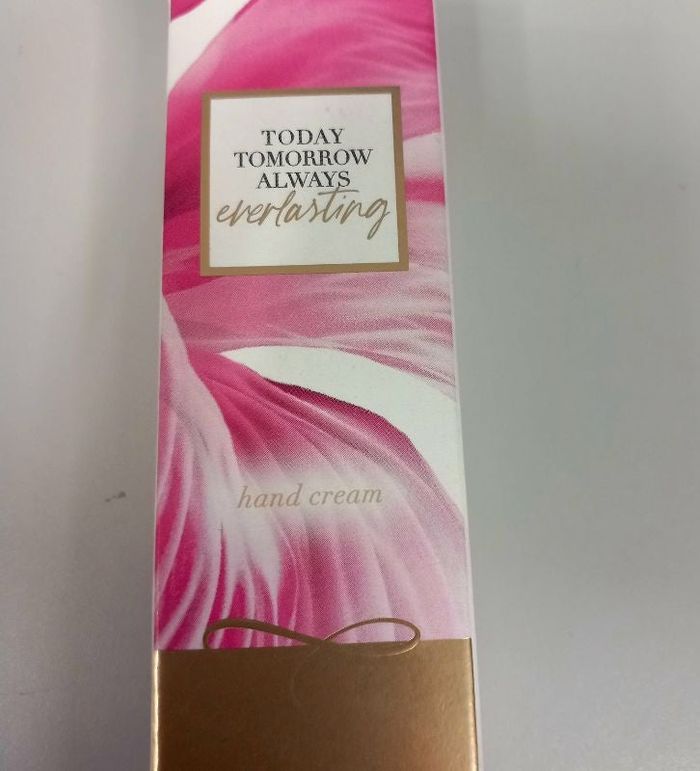 TODAY
TOMORROW
ALWAYS
everlasting
hand cream